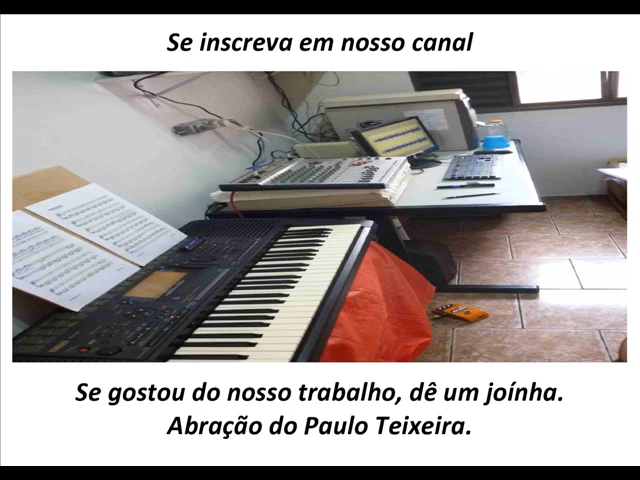 Se inscreva em nosso canal
Se gostou do nosso trabalho, dê um joínha.
Abração do Paulo Teixeira.